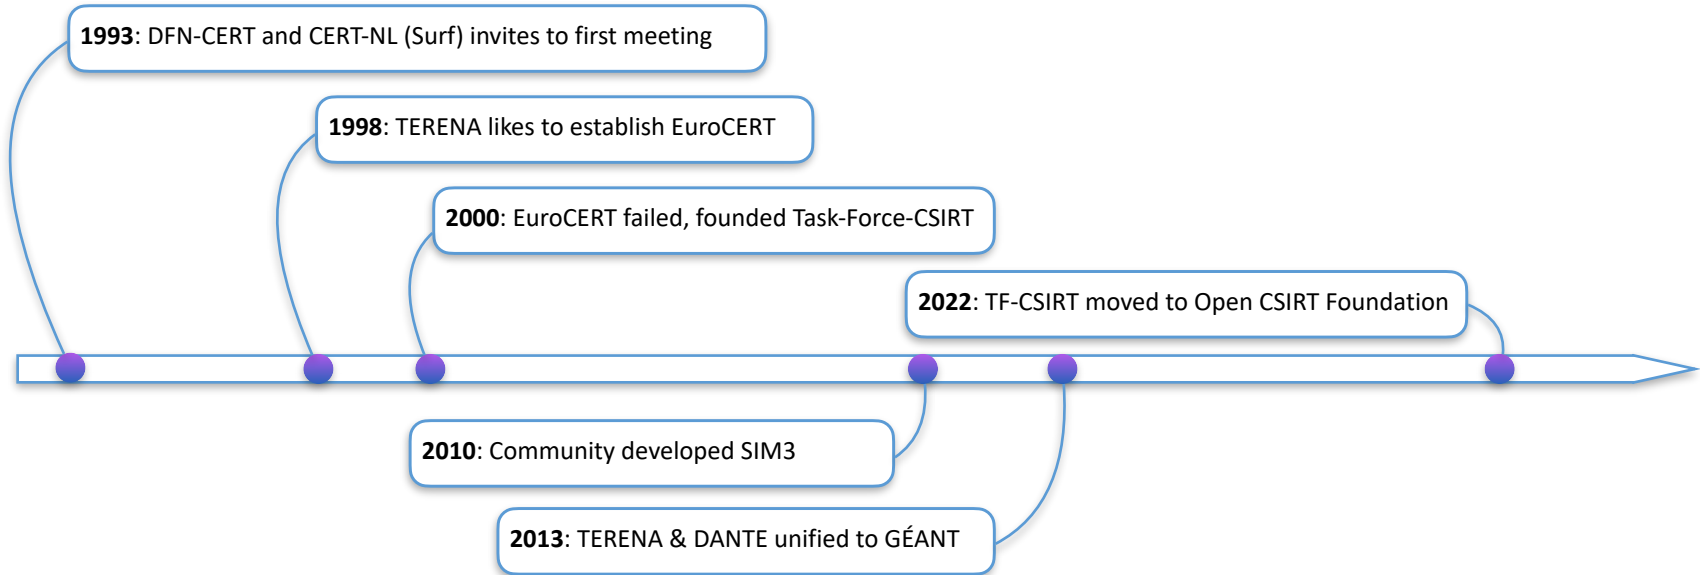 1993: DFN-CERT and CERT-NL (Surf) invites to first meeting
1998: TERENA likes to establish EuroCERT
2000: EuroCERT failed, founded Task-Force-CSIRT
2022: TF-CSIRT moved to Open CSIRT Foundation
2010: Community developed SIM3
2013: TERENA & DANTE unified to GÉANT